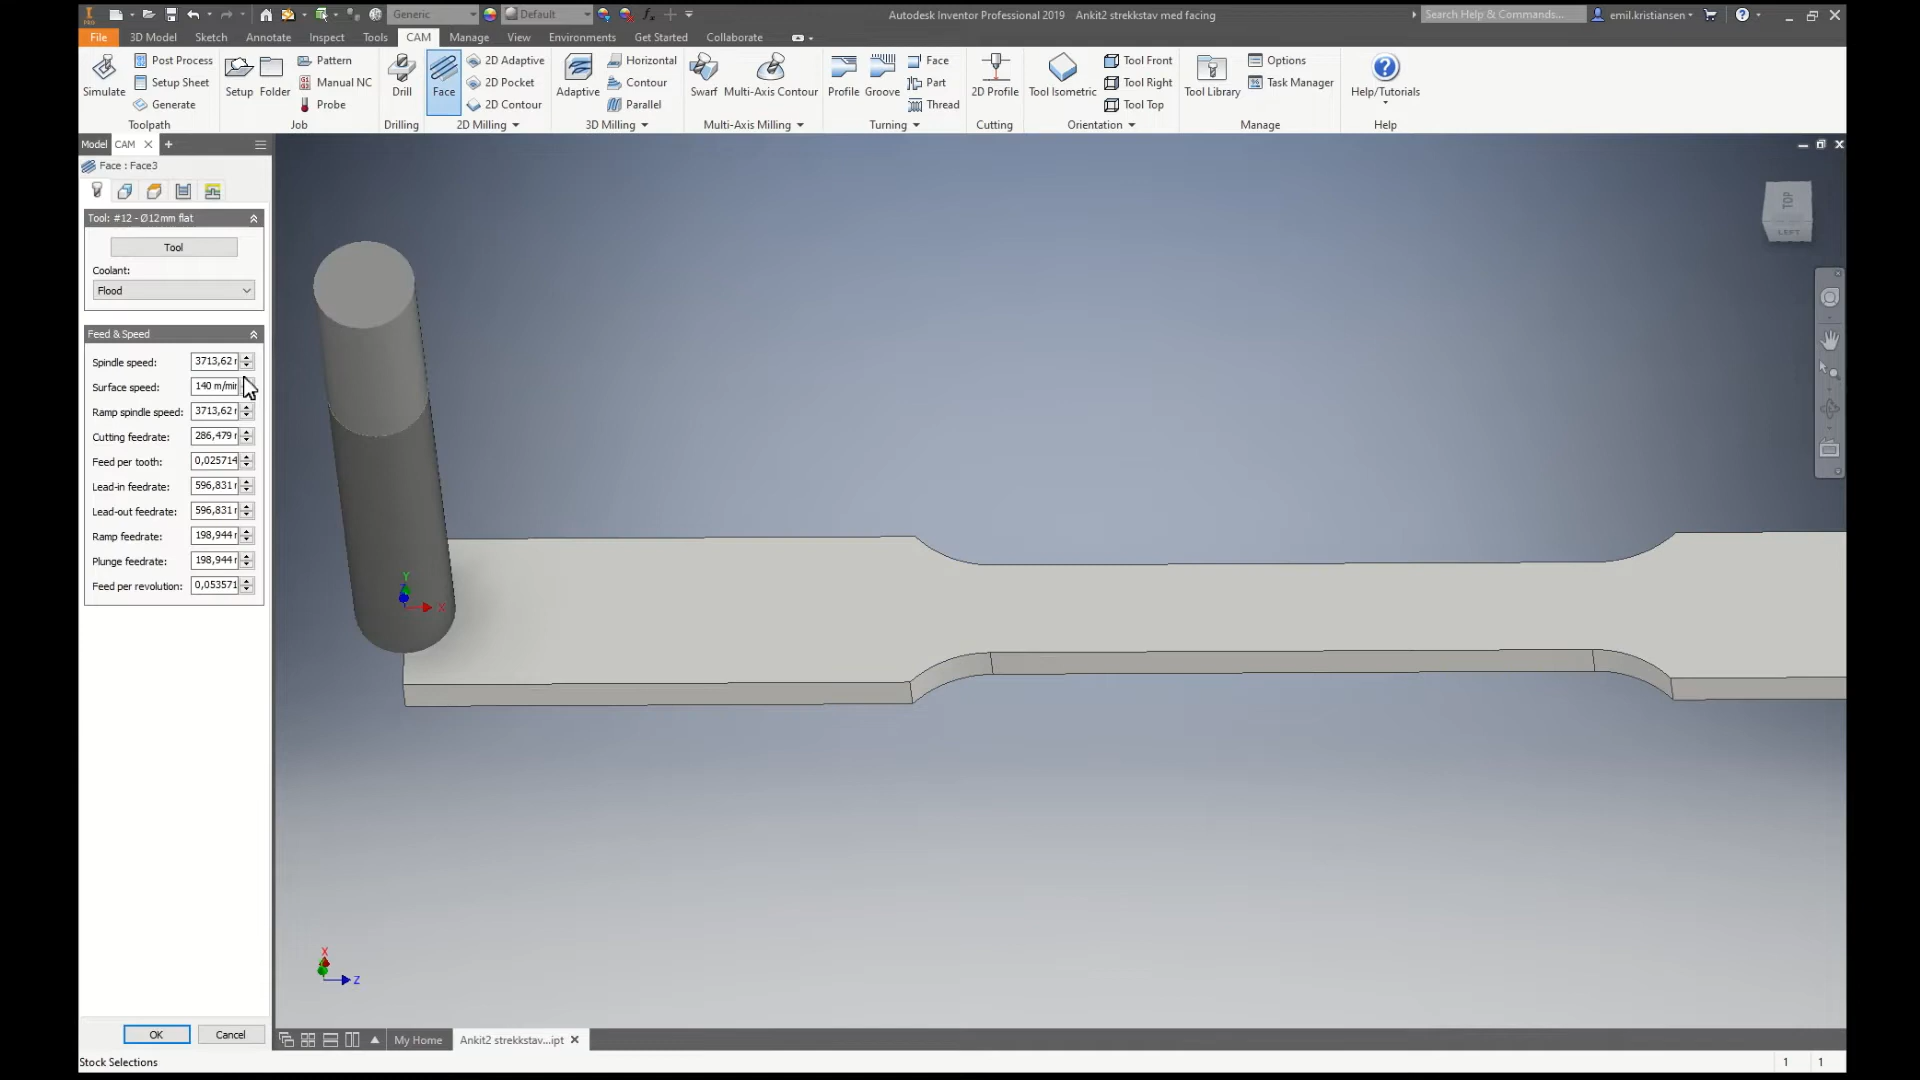 Generic
Default
Autodesk Inventor Professional 2019 Ankit2 strekkstav med facing
Search Help & Commands...
emil.kristiansen
File 3D Model Sketch Annotate Inspect Tools CAM Manage View Environments Get Started Collaborate
Simulate
Post Process
Setup Sheet
Generate
Toolpath
Setup
Folder
Pattern
Manual NC
Probe
Job
Drill
Drilling
Face
2D Adaptive
2D Pocket
2D Contour
2D Milling
Adaptive
Horizontal
Contour
Parallel
3D Milling
Swarf
Multi-Axis Contour
Multi-Axis Milling
Profile
Groove
Face
Part
Thread
Turning
2D Profile
Cutting
Tool Isometric
Tool Front
Tool Right
Tool Top
Orientation
Tool Library
Options
Task Manager
Manage
Help/Tutorials
Help
Model CAM
Face : Face3
Tool: #12 - Ø12mm flat
Tool
Coolant:
Flood
Feed & Speed
Spindle speed: 3713,62 r
Surface speed: 140 m/min
Ramp spindle speed: 3713,62 r
Cutting feedrate: 286,479 r
Feed per tooth: 0,025714
Lead-in feedrate: 596,831 r
Lead-out feedrate: 596,831 r
Ramp feedrate: 198,944 r
Plunge feedrate: 198,944 r
Feed per revolution: 0,053571
OK Cancel
TOP
LEFT
Y
X
X
Z
My Home Ankit2 strekkstav...ipt
Stock Selections
1 1